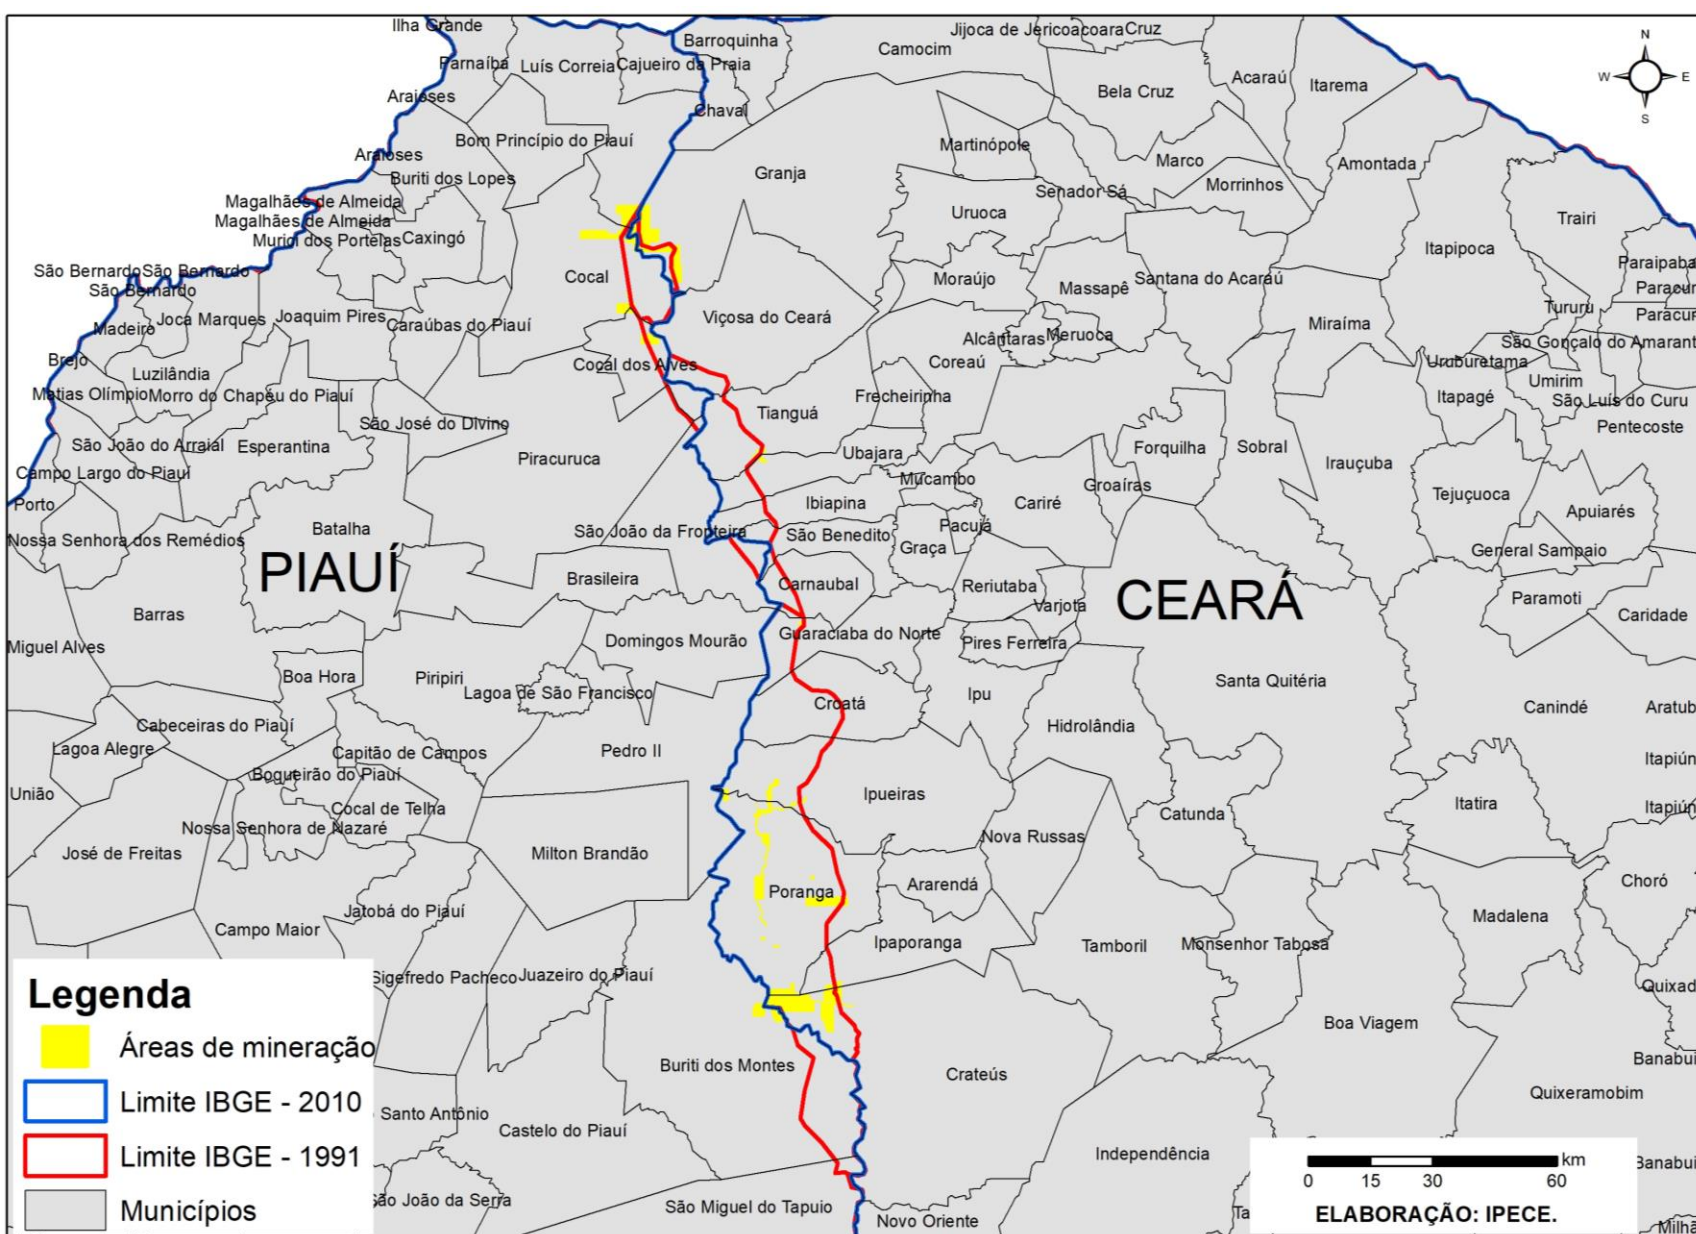 Ilha Grande
Barroquinha
Jijoca de Jericoacoara
Cruz
N
Camocim
Parnaíba
Luís Correia
Cajueiro da Praia
Acaraú
Itarema
W
E
Araioses
Bela Cruz
Chaval
S
Bom Princípio do Piauí
Martinópole
Araioses
Marco
Amontada
Granja
Buriti dos Lopes
Morrinhos
Senador Sá
Magalhães de Almeida
Uruoca
Trairi
Magalhães de Almeida
Murici dos Portelas
Caxingó
Itapipoca
São Bernardo
São Bernardo
Cocal
Moraújo
Santana do Acaraú
Paraipaba
São Bernardo
Massapê
Paracur
Madeiro
Joca Marques
Joaquim Pires
Caraúbas do Piauí
Viçosa do Ceará
Miraíma
Tururu
Paracur
Alcântaras
Meruoca
São Gonçalo do Amarant
Brejo
Cocal dos Alves
Coreaú
Uruburetama
Luzilândia
Umirim
Matias Olímpio
Morro do Chapéu do Piauí
Frecheirinha
Itapagé
São Luís do Curu
São José do Divino
Tianguá
Pentecoste
São João do Arraial
Esperantina
Forquilha
Sobral
Piracuruca
Ubajara
Irauçuba
Campo Largo do Piauí
Mucambo
Groaíras
Tejuçuoca
Porto
Ibiapina
Cariré
Apuiarés
Batalha
São João da Fronteira
São Benedito
Pacujá
Nossa Senhora dos Remédios
Graça
General Sampaio
PIAUÍ
Brasileira
Carnaubal
Reriutaba
CEARÁ
Paramoti
Barras
Varjota
Caridade
Miguel Alves
Domingos Mourão
Guaraciaba do Norte
Pires Ferreira
Boa Hora
Piripiri
Lagoa de São Francisco
Ipu
Santa Quitéria
Croatá
Canindé
Aratub
Cabeceiras do Piauí
Hidrolândia
Lagoa Alegre
Capitão de Campos
Pedro II
Itapiún
Boqueirão do Piauí
União
Ipueiras
Cocal de Telha
Itatira
Itapiún
Catunda
Nossa Senhora de Nazaré
Nova Russas
José de Freitas
Milton Brandão
Poranga
Ararendá
Choró
Jatobá do Piauí
Madalena
Campo Maior
Ipaporanga
Tamboril
Monsenhor Tabosa
Sigefredo Pacheco
Juazeiro do Piauí
Quixad
Legenda
Áreas de mineração
Limite IBGE - 2010
Limite IBGE - 1991
Municípios
Boa Viagem
Buriti dos Montes
Crateús
Banabui
Quixeramobim
Santo Antônio
Castelo do Piauí
Independência
Banabui
km
0 15 30 60
São João da Serra
São Miguel do Tapuio
Novo Oriente
Ta
ELABORAÇÃO: IPECE.
Milhã